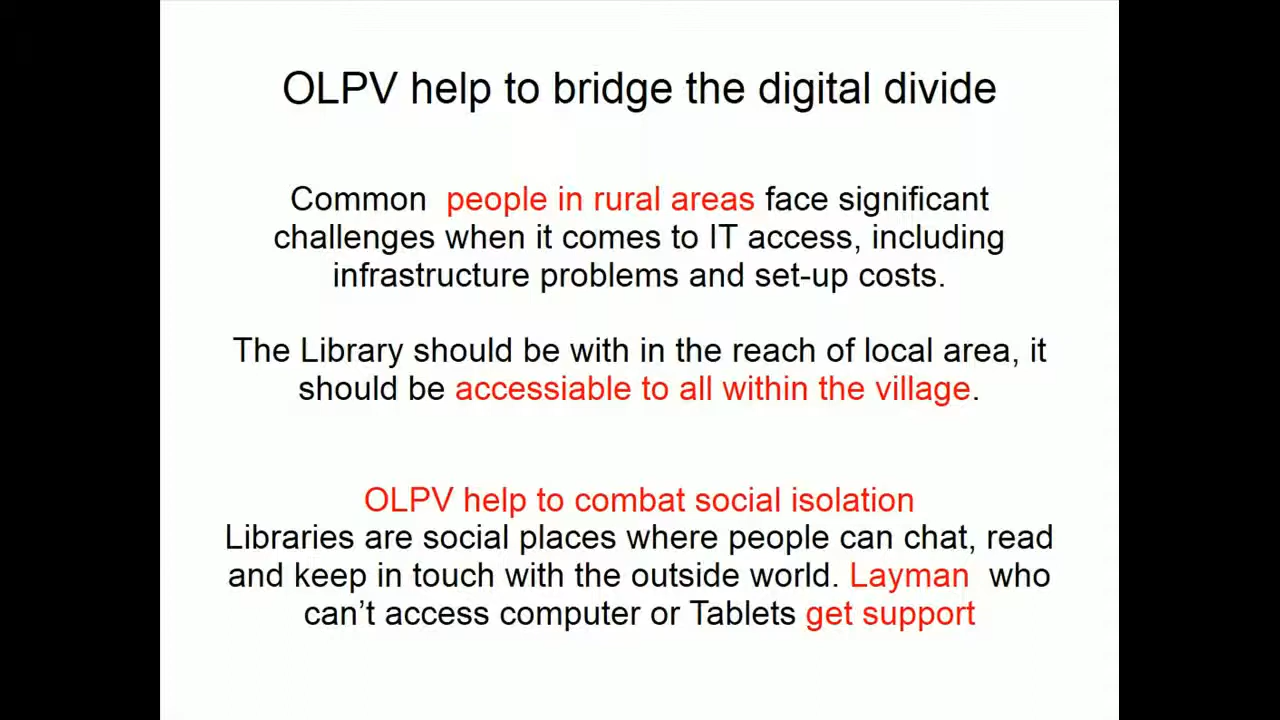 OLPV help to bridge the digital divide
Common people in rural areas face significant
challenges when it comes to IT access, including
infrastructure problems and set-up costs.
The Library should be with in the reach of local area, it
should be accessiable to all within the village.
OLPV help to combat social isolation
Libraries are social places where people can chat, read
and keep in touch with the outside world. Layman who
can’t access computer or Tablets get support